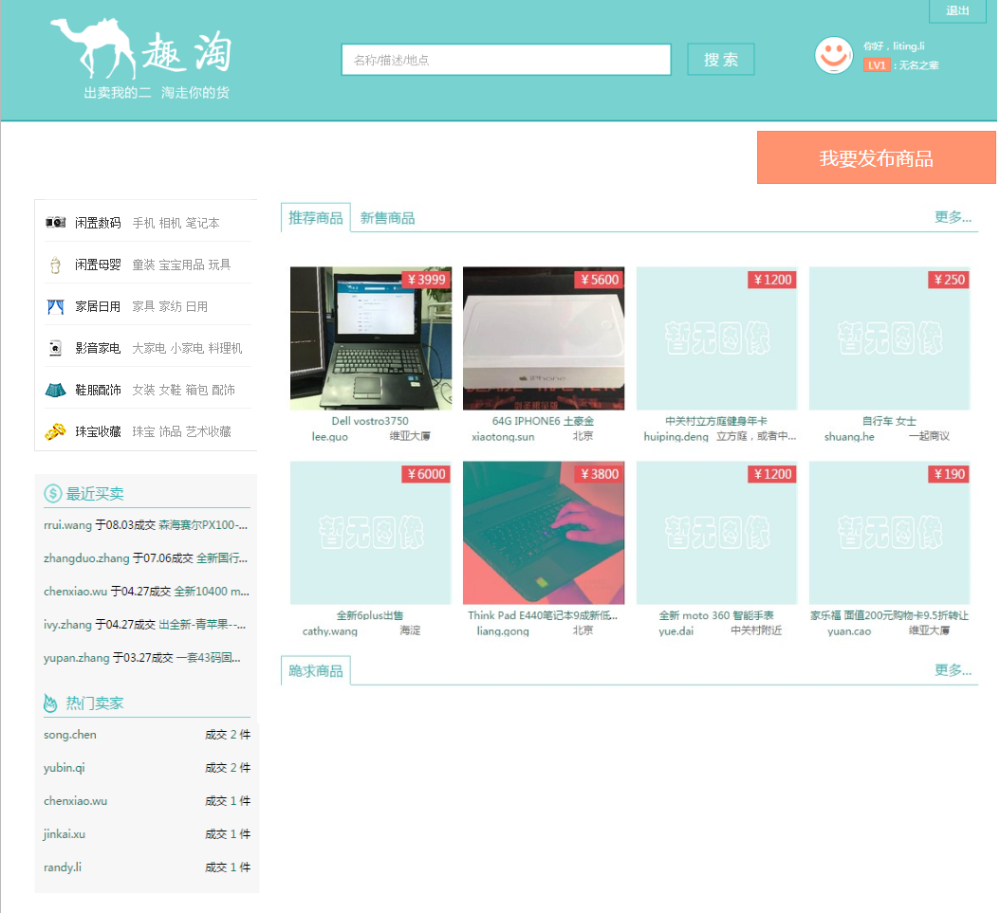 退出
趣淘
出卖我的二 淘走你的货
名称/描述/地点
搜 索
你好，liting.li
LV1：无名之辈
我要发布商品
闲置数码 手机 相机 笔记本
闲置母婴 童装 宝宝用品 玩具
家居日用 家具 家纺 日用
影音家电 大家电 小家电 料理机
鞋服配饰 女装 女鞋 箱包 配饰
珠宝收藏 珠宝 饰品 艺术收藏
最近买卖
rrui.wang 于08.03成交 森海赛尔PX100-...
zhangduo.zhang 于07.06成交 全新国行...
chenxiao.wu 于04.27成交 全新10400 m...
ivy.zhang 于04.27成交 出全新-青苹果--...
yupan.zhang 于03.27成交 一套43码固...
热门卖家
song.chen 成交 2 件
yubin.qi 成交 2 件
chenxiao.wu 成交 1 件
jinkai.xu 成交 1 件
randy.li 成交 1 件
推荐商品 新售商品 更多...
¥3999 ¥5600 ¥1200 ¥250
iPhone
暂无图像 暂无图像
Dell vostro3750 64G IPHONE6 土豪金 中关村立方庭健身年卡 自行车 女士
lee.guo 维亚大厦 xiaotong.sun 北京 huiping.deng 立方庭，或者中... shuang.he 一起商议
¥6000 ¥3800 ¥1200 ¥190
暂无图像 暂无图像 暂无图像
全新6plus出售 Think Pad E440笔记本9成新低... 全新 moto 360 智能手表 家乐福 面值200元购物卡9.5折转让
cathy.wang 海淀 liang.gong 北京 yue.dai 中关村附近 yuan.cao 维亚大厦
跪求商品 更多...